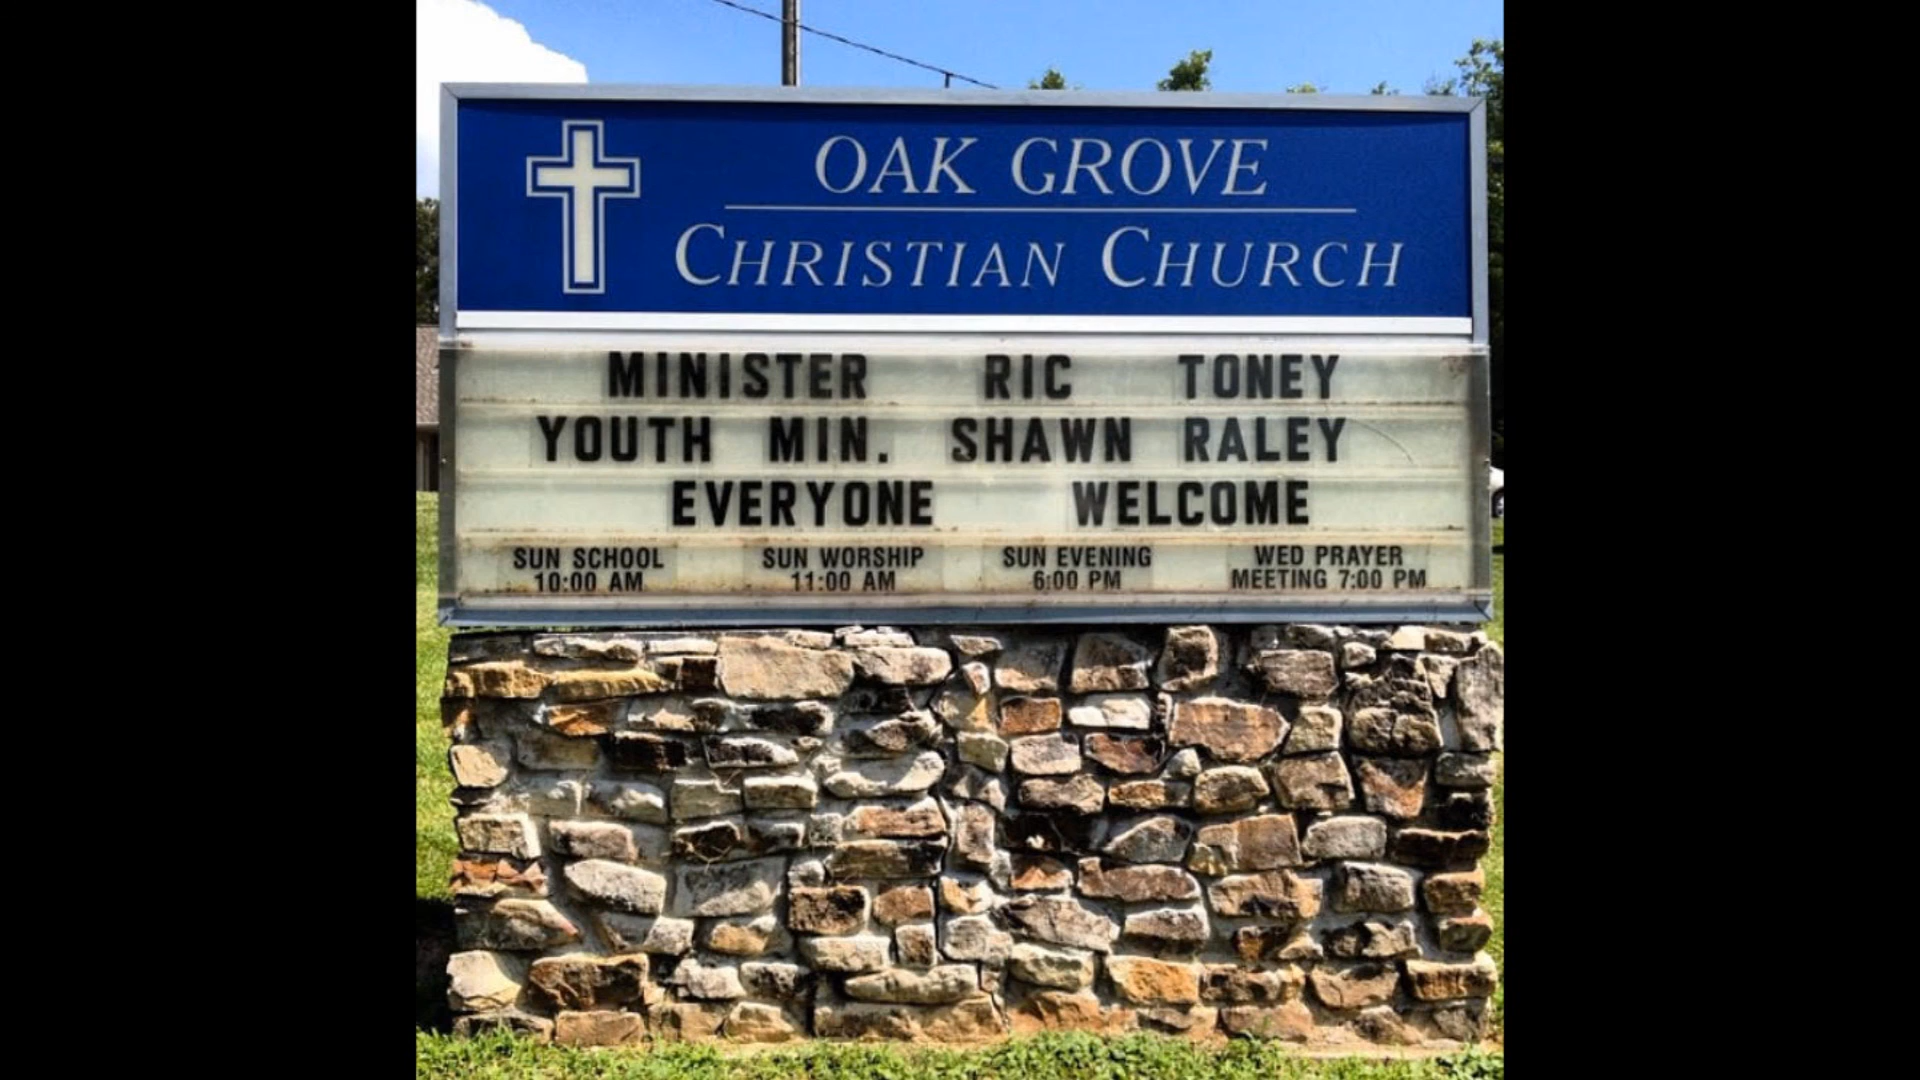 OAK GROVE
CHRISTIAN CHURCH
MINISTER RIC TONEY
YOUTH MIN. SHAWN RALEY
EVERYONE WELCOME
SUN SCHOOL
10:00 AM
SUN WORSHIP
11:00 AM
SUN EVENING
6:00 PM
WED PRAYER
MEETING 7:00 PM